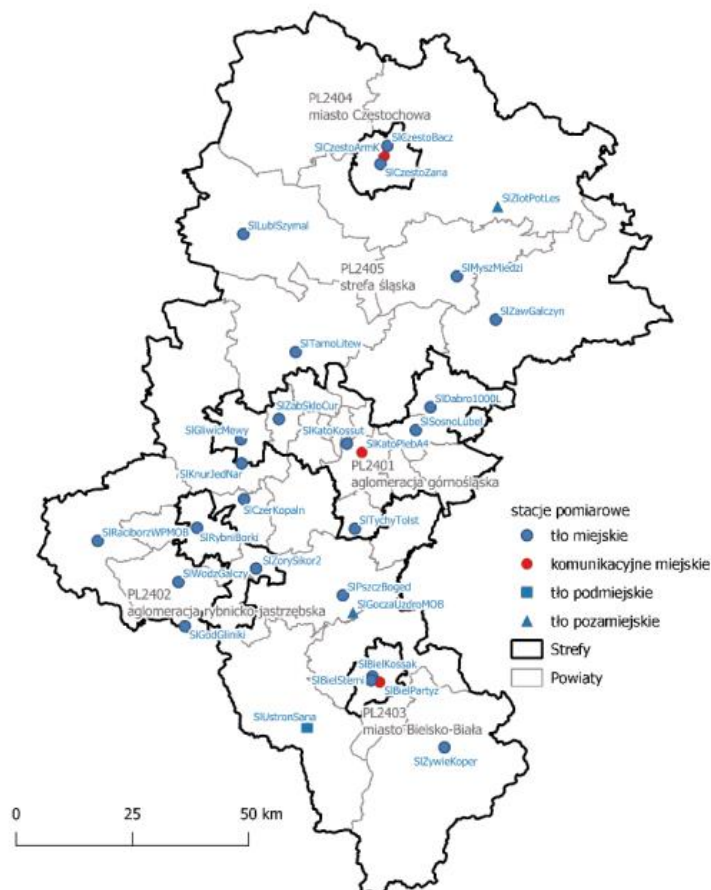 PL2404
miasto Częstochowa
SlCzestoBacz
SlCzestoArmK
SlCzestoZana
SlZlotPotLes
SlLublSzymal
PL2405
strefa śląska
SlMyszMiedzi
SlZawGalczyn
SlTarnoLitew
SlDabro1000L
SlZabSkloCur
SlSosnoLubel
SlGliwicMewy
SlKatoKossut
SlKatoPlebA4
PL2401
aglomeracja górnośląska
SlKnurJedNar
SlCzerKopaln
stacje pomiarowe
SlRaciborzWPMOB
SlRybniBorki
SlTychyTolst
tło miejskie
SlZorySikor2
komunikacyjne miejskie
SlWodzGalczy
PL2402
aglomeracja rybnicko-jastrzębska
SlPszczBoged
tło podmiejskie
SlGoczaUzdroMOB
tło pozamiejskie
SlGodGliniki
Strefy
SlBielKossak
Powiaty
SlBielSterni
SlBielPartyz
PL2403
miasto Bielsko-Biała
SlUstronSana
SlZywieKoper
0 25 50 km